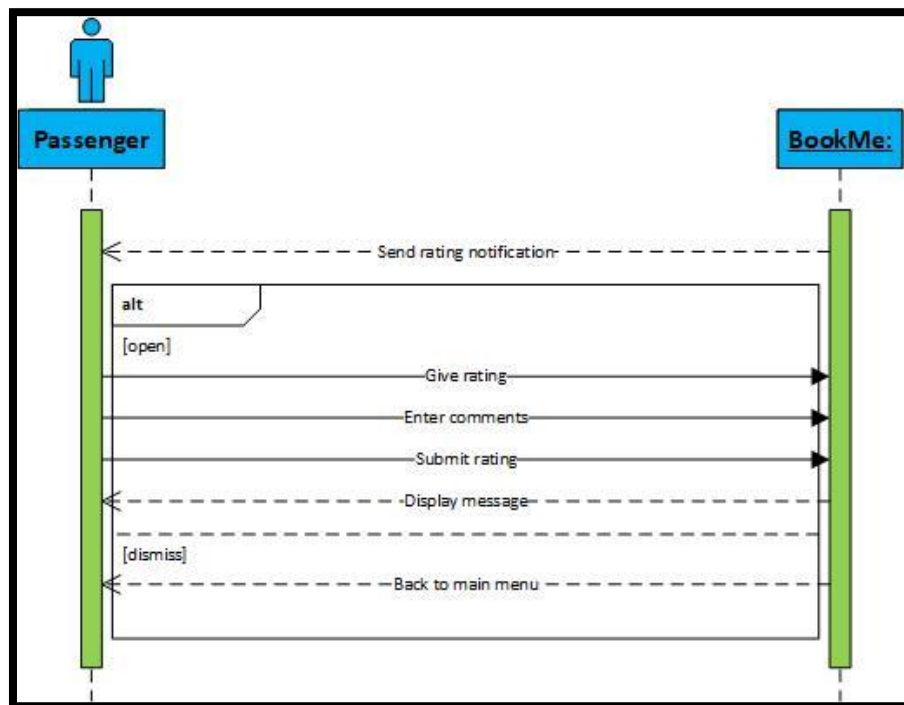 Passenger
BookMe:
Send rating notification
alt
[open]
Give rating
Enter comments
Submit rating
Display message
[dismiss]
Back to main menu